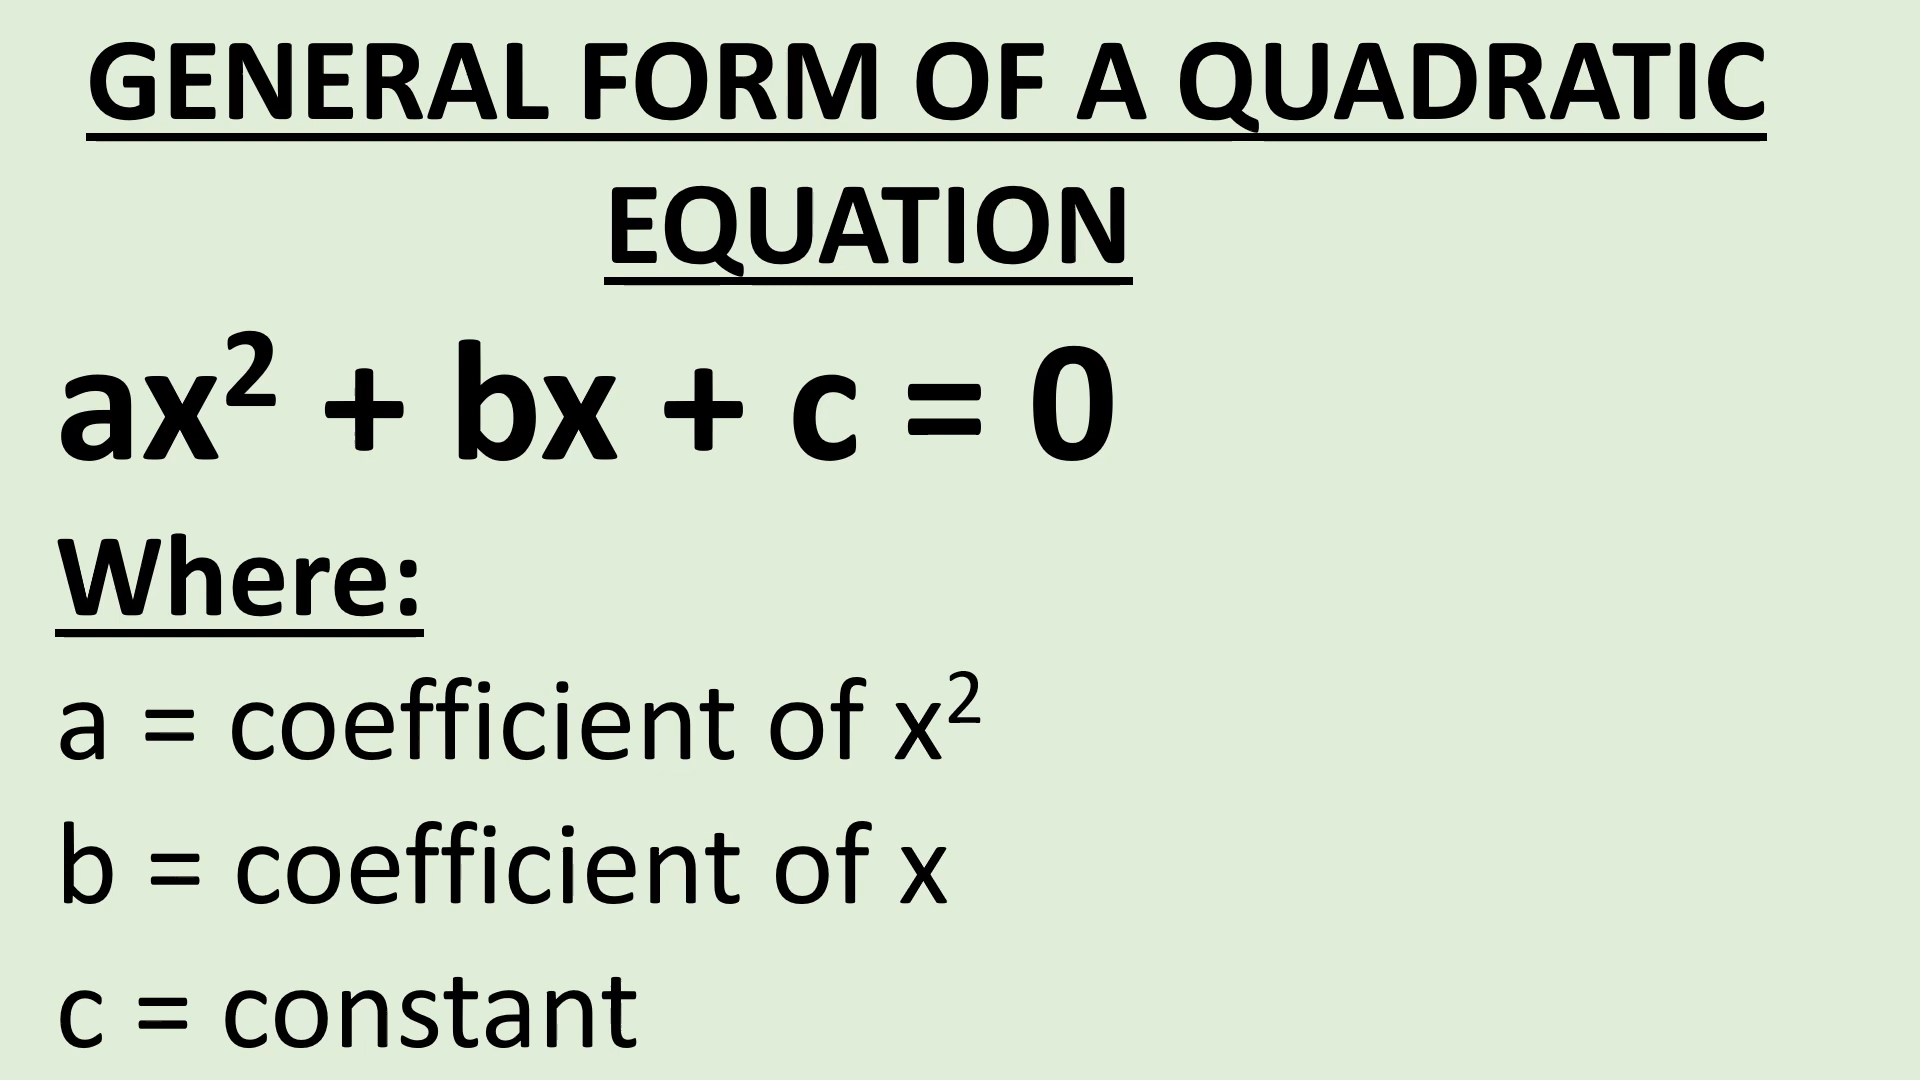 GENERAL FORM OF A QUADRATIC
EQUATION
ax² + bx + c = 0
Where:
a = coefficient of x²
b = coefficient of x
c = constant